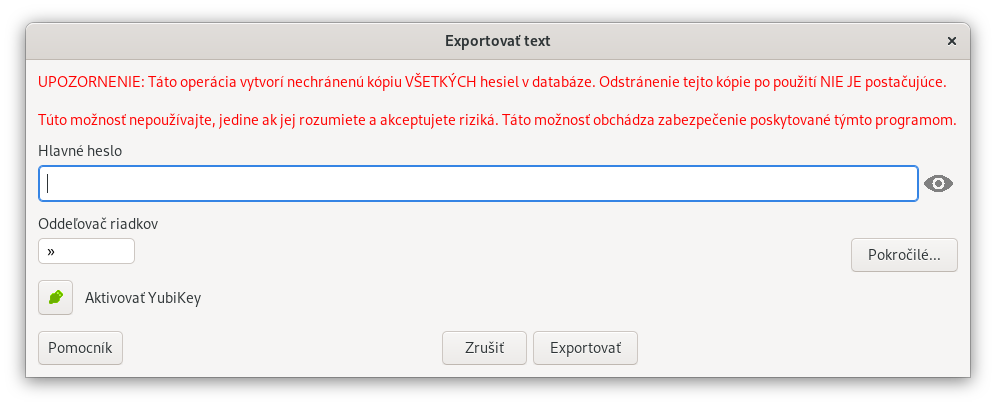 Exportovať text
UPOZORNENIE: Táto operácia vytvorí nechránenú kópiu VŠETKÝCH hesiel v databáze. Odstránenie tejto kópie po použití NIE JE postačujúce.
Túto možnosť nepoužívajte, jedine ak jej rozumiete a akceptujete riziká. Táto možnosť obchádza zabezpečenie poskytované týmto programom.
Hlavné heslo
Oddeľovač riadkov
»
Pokročilé...
Aktivovať YubiKey
Pomocník
Zrušiť
Exportovať